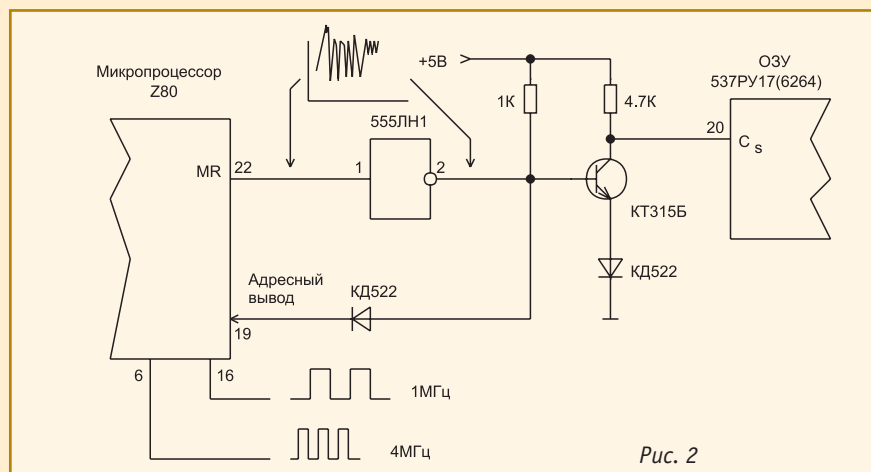 Микропроцессор
Z80
+5В
1К
4.7К
ОЗУ
537РУ17(6264)
555ЛН1
MR
22
1
2
20
C s
КТ315Б
Адресный
вывод
КД522
КД522
19
6
16
1МГц
4МГц
Рис. 2